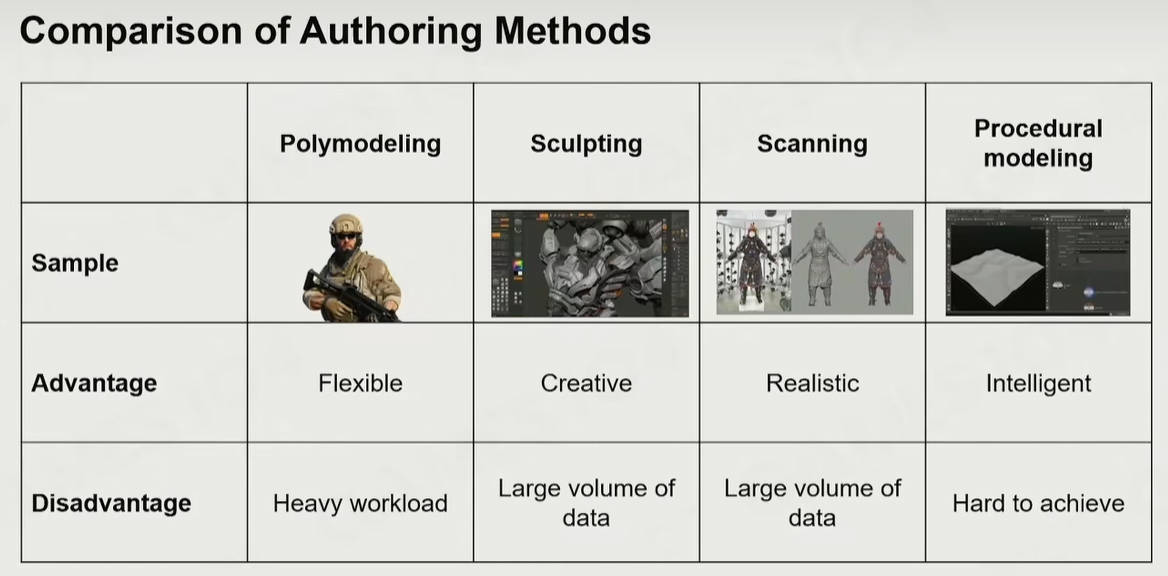 Comparison of Authoring Methods
Polymodeling
Sculpting
Scanning
Procedural
modeling
Sample
Advantage
Flexible
Creative
Realistic
Intelligent
Disadvantage
Heavy workload
Large volume of
data
Large volume of
data
Hard to achieve